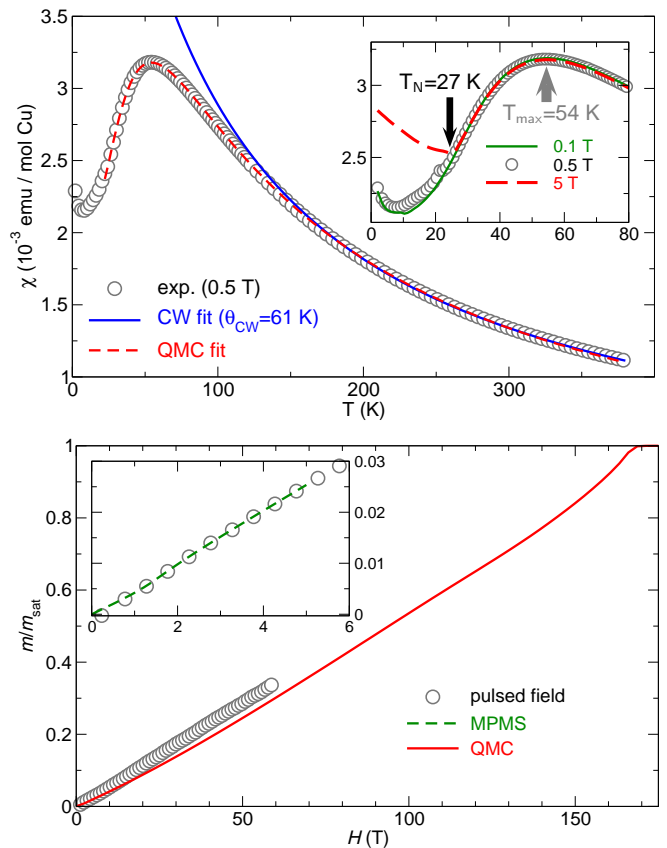 3.5
3
2.5
2
1.5
1
χ (10⁻³ emu / mol Cu)
0 100 200 300
T (K)
exp. (0.5 T)
CW fit (θCW=61 K)
QMC fit
3
2.5
0 20 40 60 80
TN=27 K
Tmax=54 K
0.1 T
0.5 T
5 T
1
0.8
0.6
0.4
0.2
0
m/msat
0 50 100 150
H (T)
0.03
0.02
0.01
0
0 2 4 6
pulsed field
MPMS
QMC